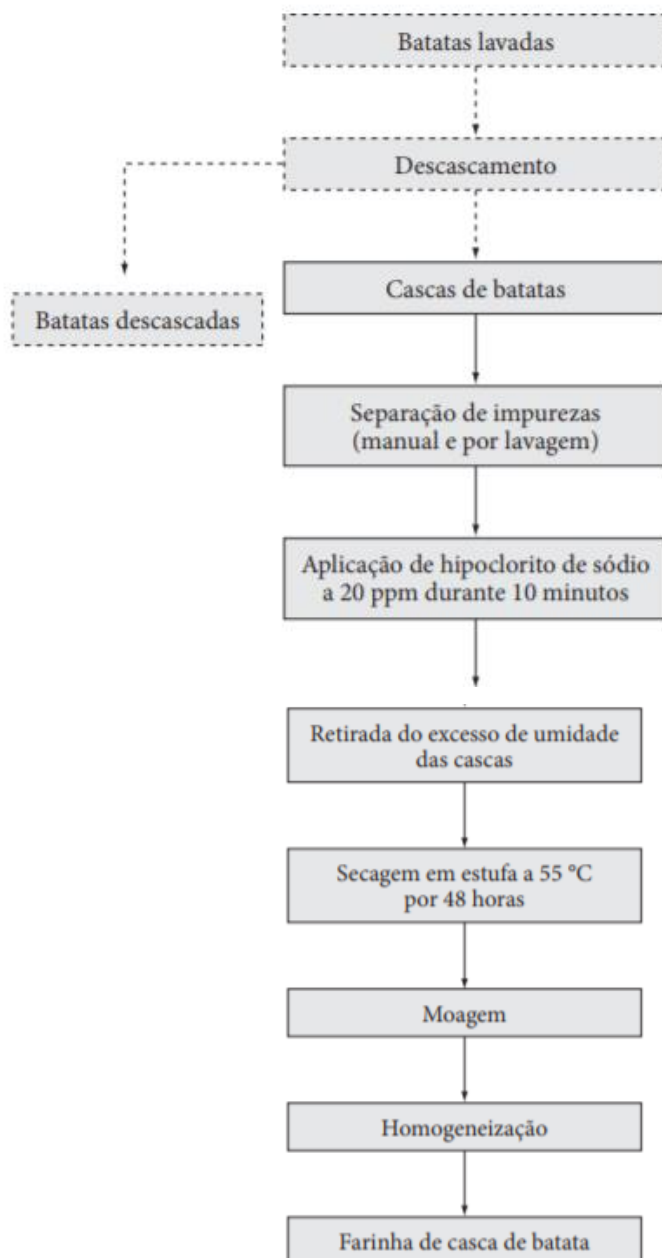 Batatas lavadas
Descascamento
Cascas de batatas
Batatas descascadas
Separação de impurezas
(manual e por lavagem)
Aplicação de hipoclorito de sódio
a 20 ppm durante 10 minutos
Retirada do excesso de umidade
das cascas
Secagem em estufa a 55 °C
por 48 horas
Moagem
Homogeneização
Farinha de casca de batata